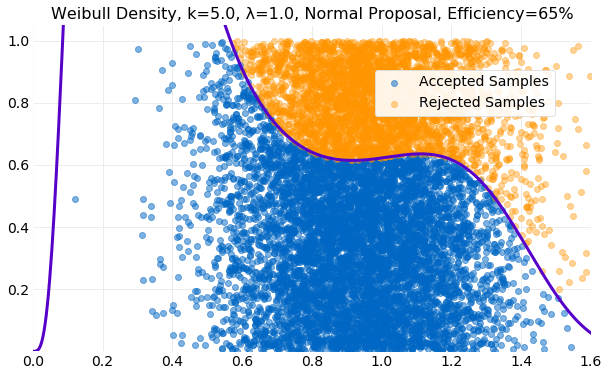 Weibull Density, k=5.0, λ=1.0, Normal Proposal, Efficiency=65%
1.0
0.8
0.6
0.4
0.2
Accepted Samples
Rejected Samples
0.0 0.2 0.4 0.6 0.8 1.0 1.2 1.4 1.6